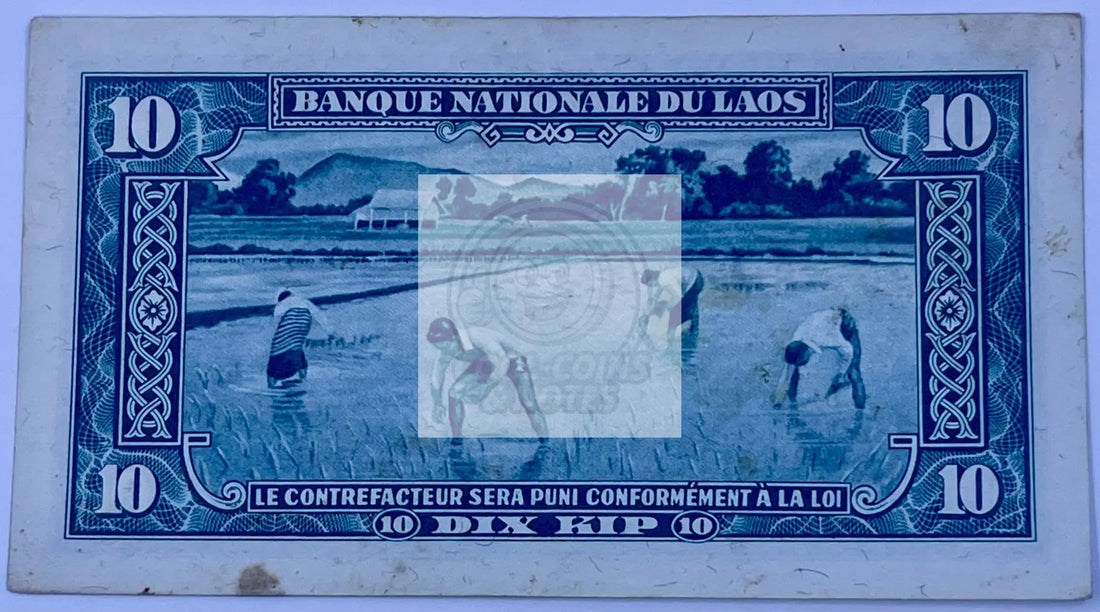 BANQUE NATIONALE DU LAOS
10
10
10
10
LE CONTREFACTEUR SERA PUNI CONFORMÉMENT À LA LOI
10 DIX KIP 10
COINS